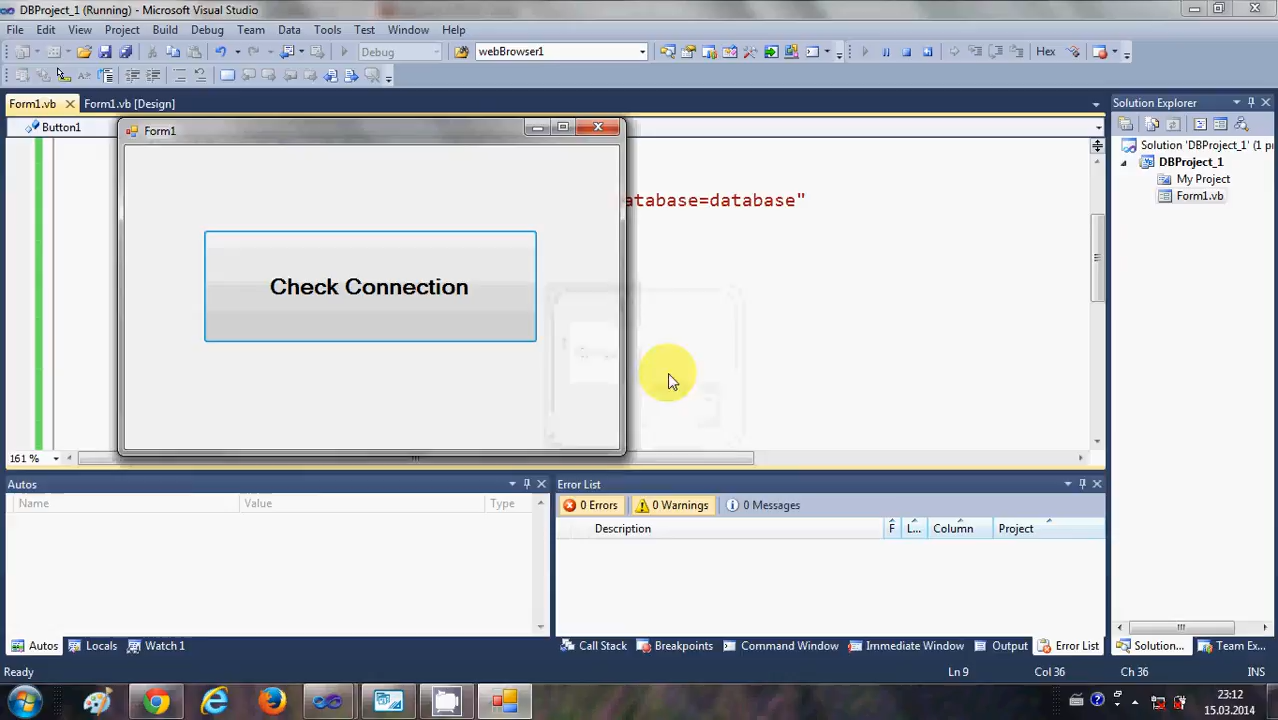 DBProject_1 (Running) - Microsoft Visual Studio
File Edit View Project Build Debug Team Data Tools Test Window Help
Debug webBrowser1 Hex
Form1.vb Form1.vb [Design] Solution Explorer
Button1 Form1
Solution 'DBProject_1' (1 p
DBProject_1
My Project
Form1.vb
atabase=database"
Check Connection
161 %
Autos Error List
Name Value Type 0 Errors 0 Warnings 0 Messages
Description F L... Column Project
Autos Locals Watch 1 Call Stack Breakpoints Command Window Immediate Window Output Error List Solution... Team Ex...
Ready Ln 9 Col 36 Ch 36 INS
23:12
15.03.2014